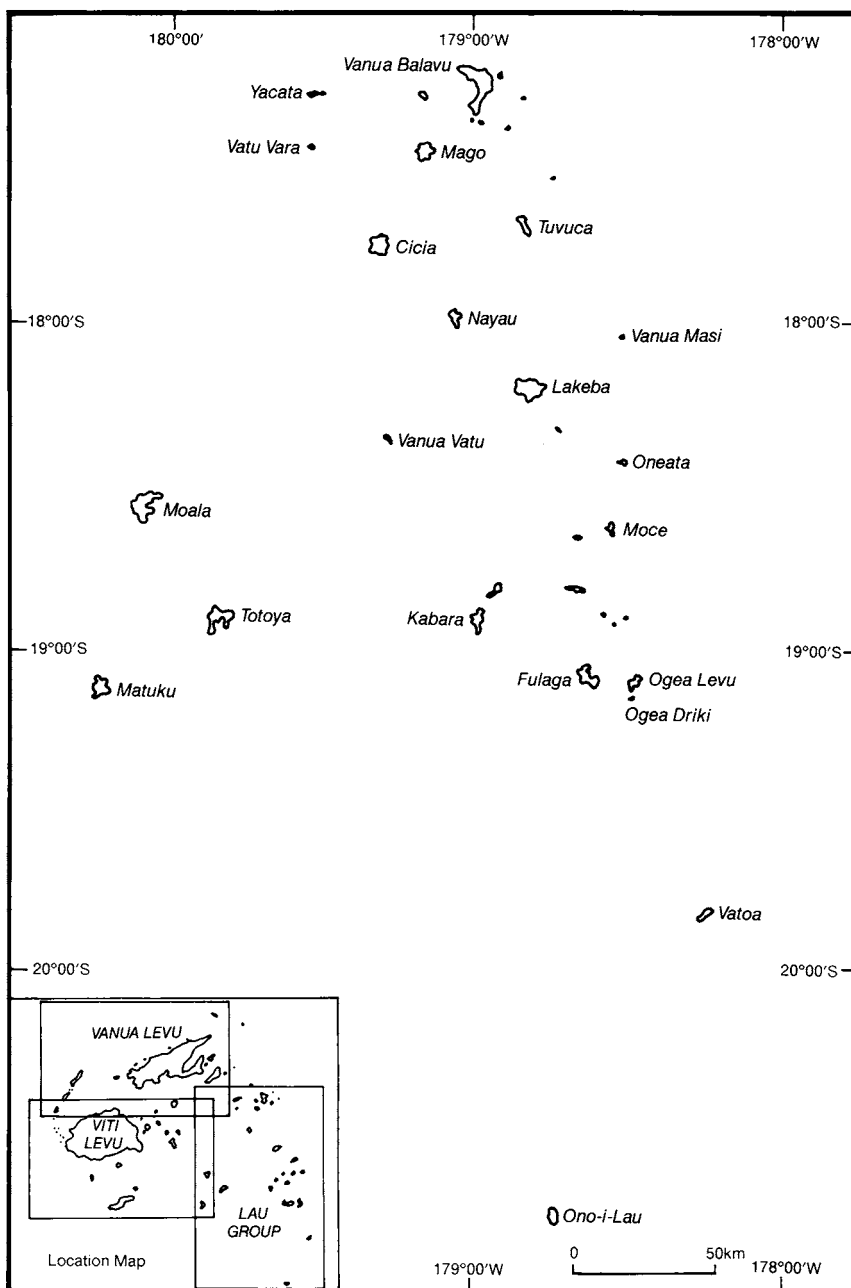 180°00′
179°00′W
178°00′W
Vanua Balavu
Yacata
Vatu Vara
Mago
Tuvuca
Cicia
18°00′S
Nayau
18°00′S
Vanua Masi
Lakeba
Vanua Vatu
Oneata
Moala
Moce
Totoya
Kabara
19°00′S
19°00′S
Fulaga
Ogea Levu
Matuku
Ogea Driki
Vatoa
20°00′S
20°00′S
VANUA LEVU
VITI
LEVU
LAU
GROUP
Location Map
Ono-i-Lau
0
50km
179°00′W
178°00′W